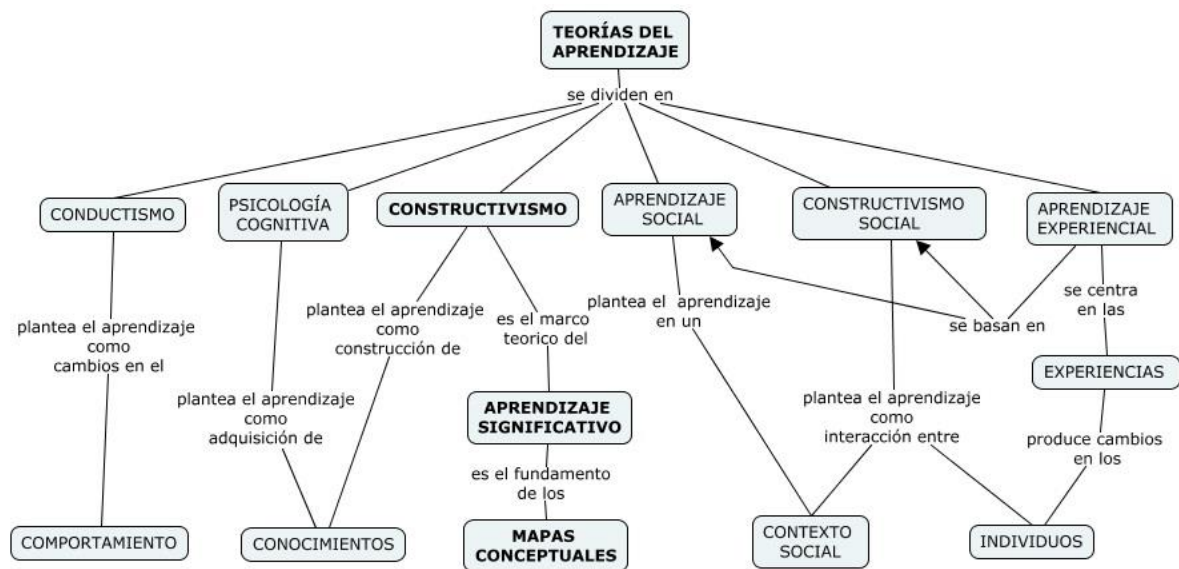 TEORÍAS DEL
APRENDIZAJE
se dividen en
CONDUCTISMO
PSICOLOGÍA
COGNITIVA
CONSTRUCTIVISMO
APRENDIZAJE
SOCIAL
CONSTRUCTIVISMO
SOCIAL
APRENDIZAJE
EXPERIENCIAL
plantea el aprendizaje
como
cambios en el
plantea el aprendizaje
como
adquisición de
plantea el aprendizaje
como
construcción de
es el marco
teorico del
plantea el aprendizaje
en un
se basan en
se centra
en las
EXPERIENCIAS
APRENDIZAJE
SIGNIFICATIVO
plantea el aprendizaje
como
interacción entre
produce cambios
en los
es el fundamento
de los
COMPORTAMIENTO
CONOCIMIENTOS
MAPAS
CONCEPTUALES
CONTEXTO
SOCIAL
INDIVIDUOS